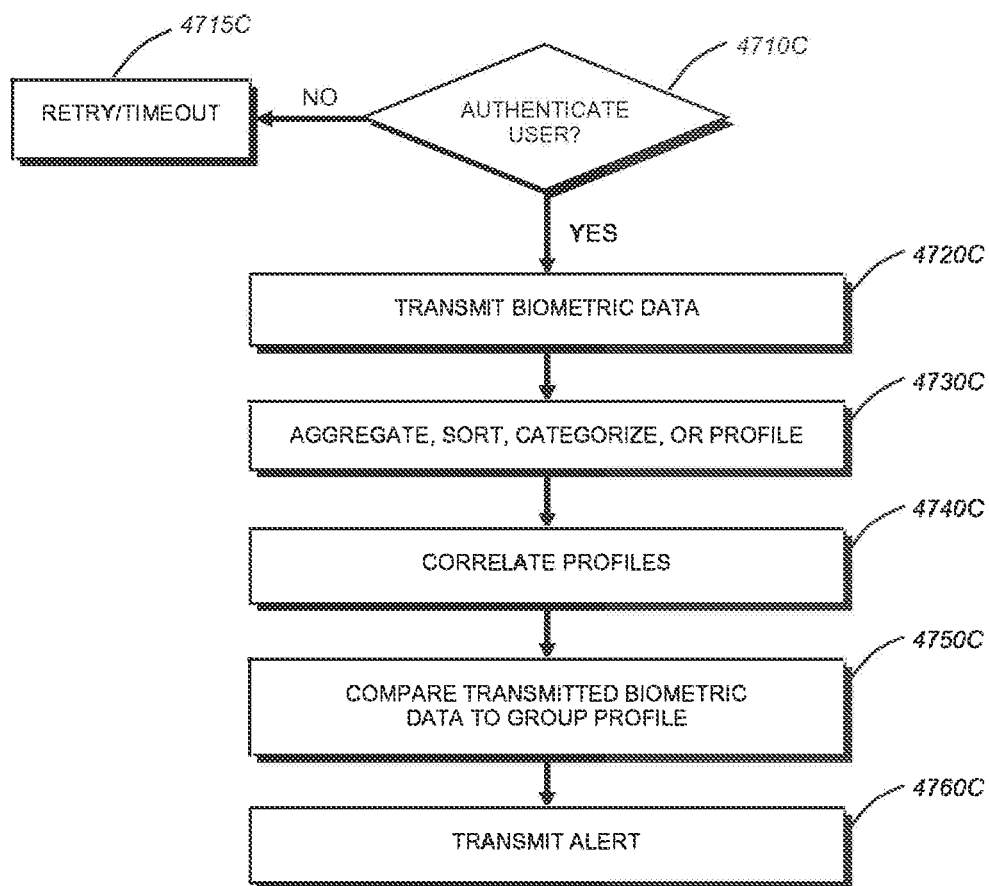 4715C
4710C
RETRY/TIMEOUT
NO
AUTHENTICATE
USER?
YES
4720C
TRANSMIT BIOMETRIC DATA
4730C
AGGREGATE, SORT, CATEGORIZE, OR PROFILE
4740C
CORRELATE PROFILES
4750C
COMPARE TRANSMITTED BIOMETRIC
DATA TO GROUP PROFILE
4760C
TRANSMIT ALERT